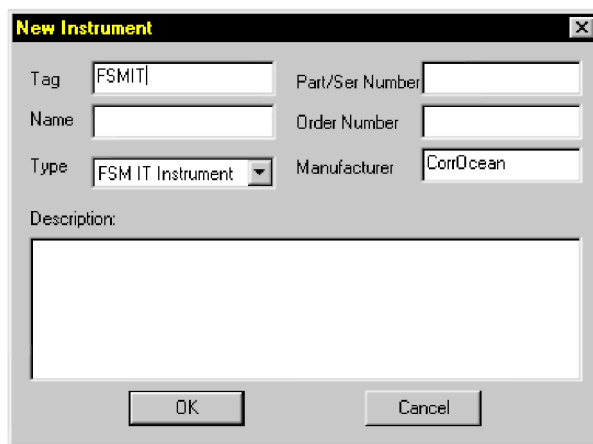 New Instrument
Tag FSMIT Part/Ser Number
Name Order Number
Type FSM IT Instrument Manufacturer CorrOcean
Description:
OK Cancel